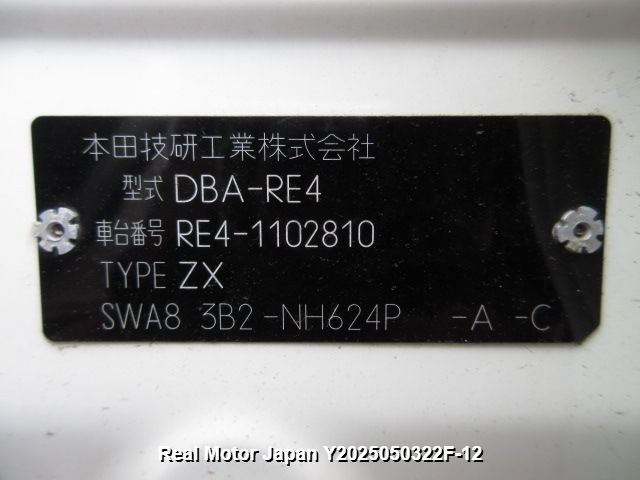 本田技研工業株式会社
型式 DBA-RE4
車台番号 RE4-1102810
TYPE ZX
SWA8 3B2-NH624P -A -C
Real Motor Japan Y2025050322F-12